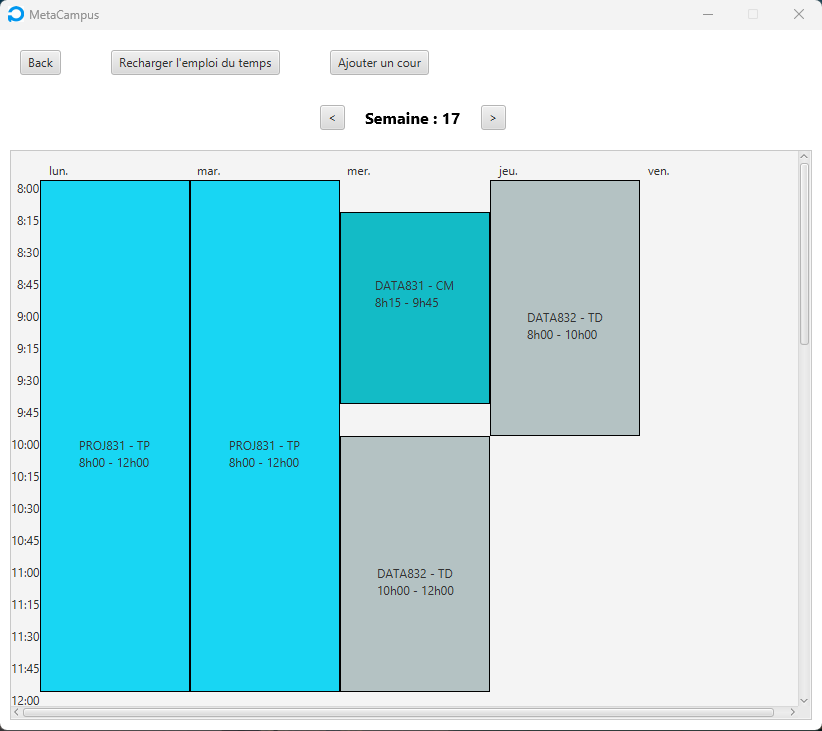 MetaCampus
Back
Recharger l'emploi du temps
Ajouter un cour
<
Semaine : 17
>
lun.
mar.
mer.
jeu.
ven.
8:00
8:15
8:30
8:45
9:00
9:15
9:30
9:45
10:00
10:15
10:30
10:45
11:00
11:15
11:30
11:45
12:00
PROJ831 - TP
8h00 - 12h00
PROJ831 - TP
8h00 - 12h00
DATA831 - CM
8h15 - 9h45
DATA832 - TD
10h00 - 12h00
DATA832 - TD
8h00 - 10h00